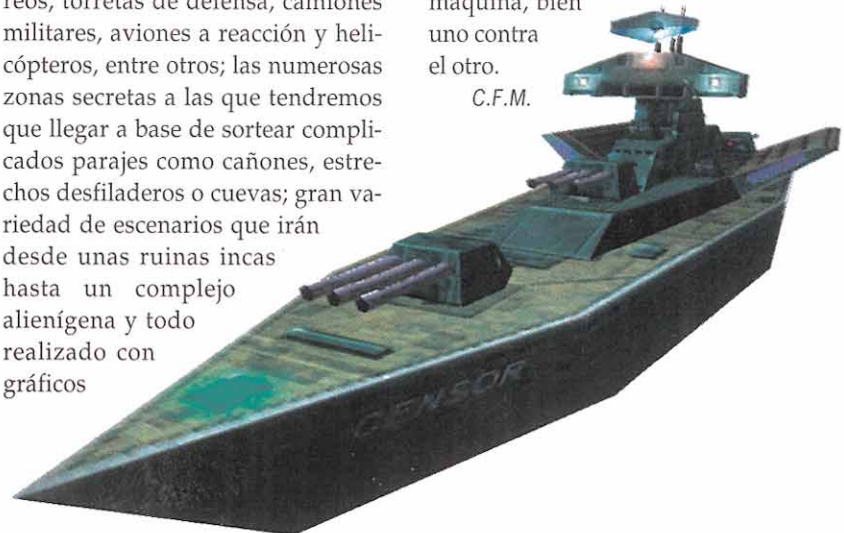 reos, torretas de defensa, camiones
militares, aviones a reacción y heli-
cópteros, entre otros; las numerosas
zonas secretas a las que tendremos
que llegar a base de sortear compli-
cados parajes como cañones, estre-
chos desfiladeros o cuevas; gran va-
riedad de escenarios que irán
desde unas ruinas incas
hasta un complejo
alienígena y todo
realizado con
gráficos
máquina, bien
uno contra
el otro.
C.F.M.
CENSOR